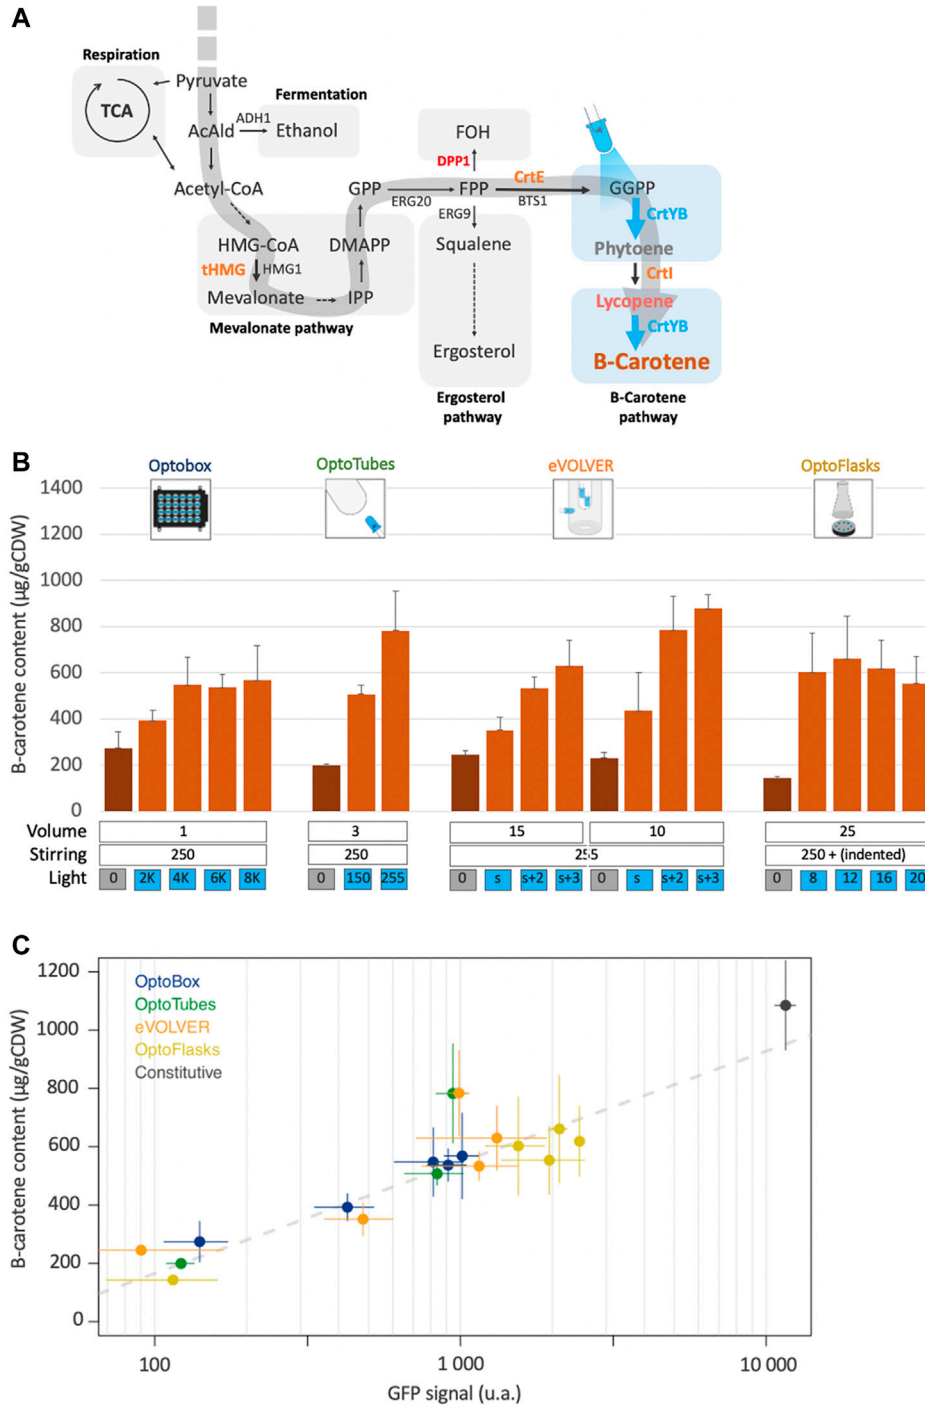 A
Respiration
Pyruvate
Fermentation
TCA
AcAld
ADH1
Ethanol
FOH
DPP1
CrtE
Acetyl-CoA
GPP
FPP
GGPP
ERG20
BTS1
CrtYB
ERG9
HMG-CoA
DMAPP
Squalene
Phytoene
tHMG
HMG1
CrtI
Mevalonate
IPP
Lycopene
Mevalonate pathway
CrtYB
Ergosterol
B-Carotene
Ergosterol
pathway
B-Carotene
pathway
B
Optobox
OptoTubes
eVOLVER
OptoFlasks
B-carotene content (µg/gCDW)
1400
1200
1000
800
600
400
200
0
Volume 1 3 15 10 25
Stirring 250 250 255 250 + (indented)
Light 0 2K 4K 6K 8K 0 150 255 0 s s+2 s+3 0 s s+2 s+3 0 8 12 16 20
C
B-carotene content (µg/gCDW)
1200
1000
800
600
400
200
0
OptoBox
OptoTubes
eVOLVER
OptoFlasks
Constitutive
100 1 000 10 000
GFP signal (u.a.)